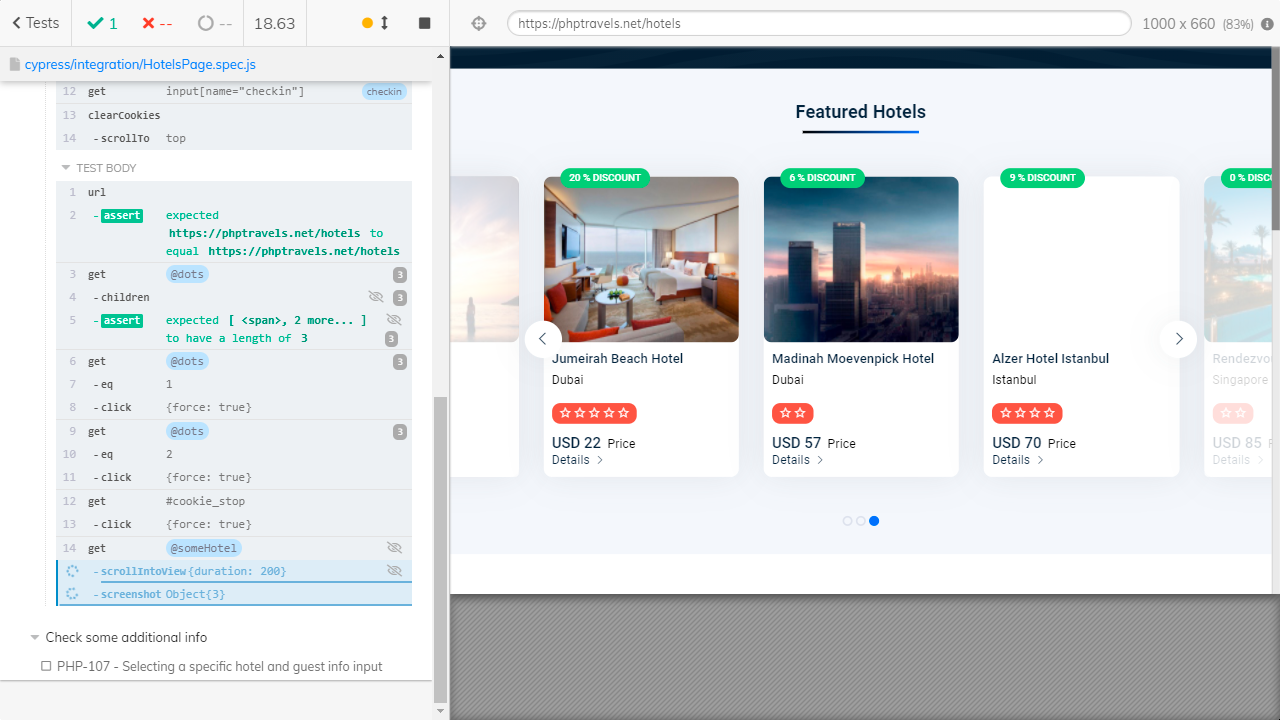 Tests
1
--
--
18.63
https://phptravels.net/hotels
1000 x 660 (83%)
cypress/integration/HotelsPage.spec.js
12 get input[name="checkin"] checkin
13 clearCookies
14 -scrollTo top
TEST BODY
1 url
2 -assert expected
https://phptravels.net/hotels to
equal https://phptravels.net/hotels
3 get @dots 3
4 -children 3
5 -assert expected [ <span>, 2 more... ]
to have a length of 3 3
6 get @dots 3
7 -eq 1
8 -click {force: true}
9 get @dots 3
10 -eq 2
11 -click {force: true}
12 get #cookie_stop
13 -click {force: true}
14 get @someHotel
-scrollIntoView {duration: 200}
-screenshot Object{3}
Check some additional info
PHP-107 - Selecting a specific hotel and guest info input
Featured Hotels
20 % DISCOUNT
Jumeirah Beach Hotel
Dubai
USD 22 Price
Details
6 % DISCOUNT
Madinah Moevenpick Hotel
Dubai
USD 57 Price
Details
9 % DISCOUNT
Alzer Hotel Istanbul
Istanbul
USD 70 Price
Details
0 % DISC
Rendezvo
Singapore
USD 85
Details